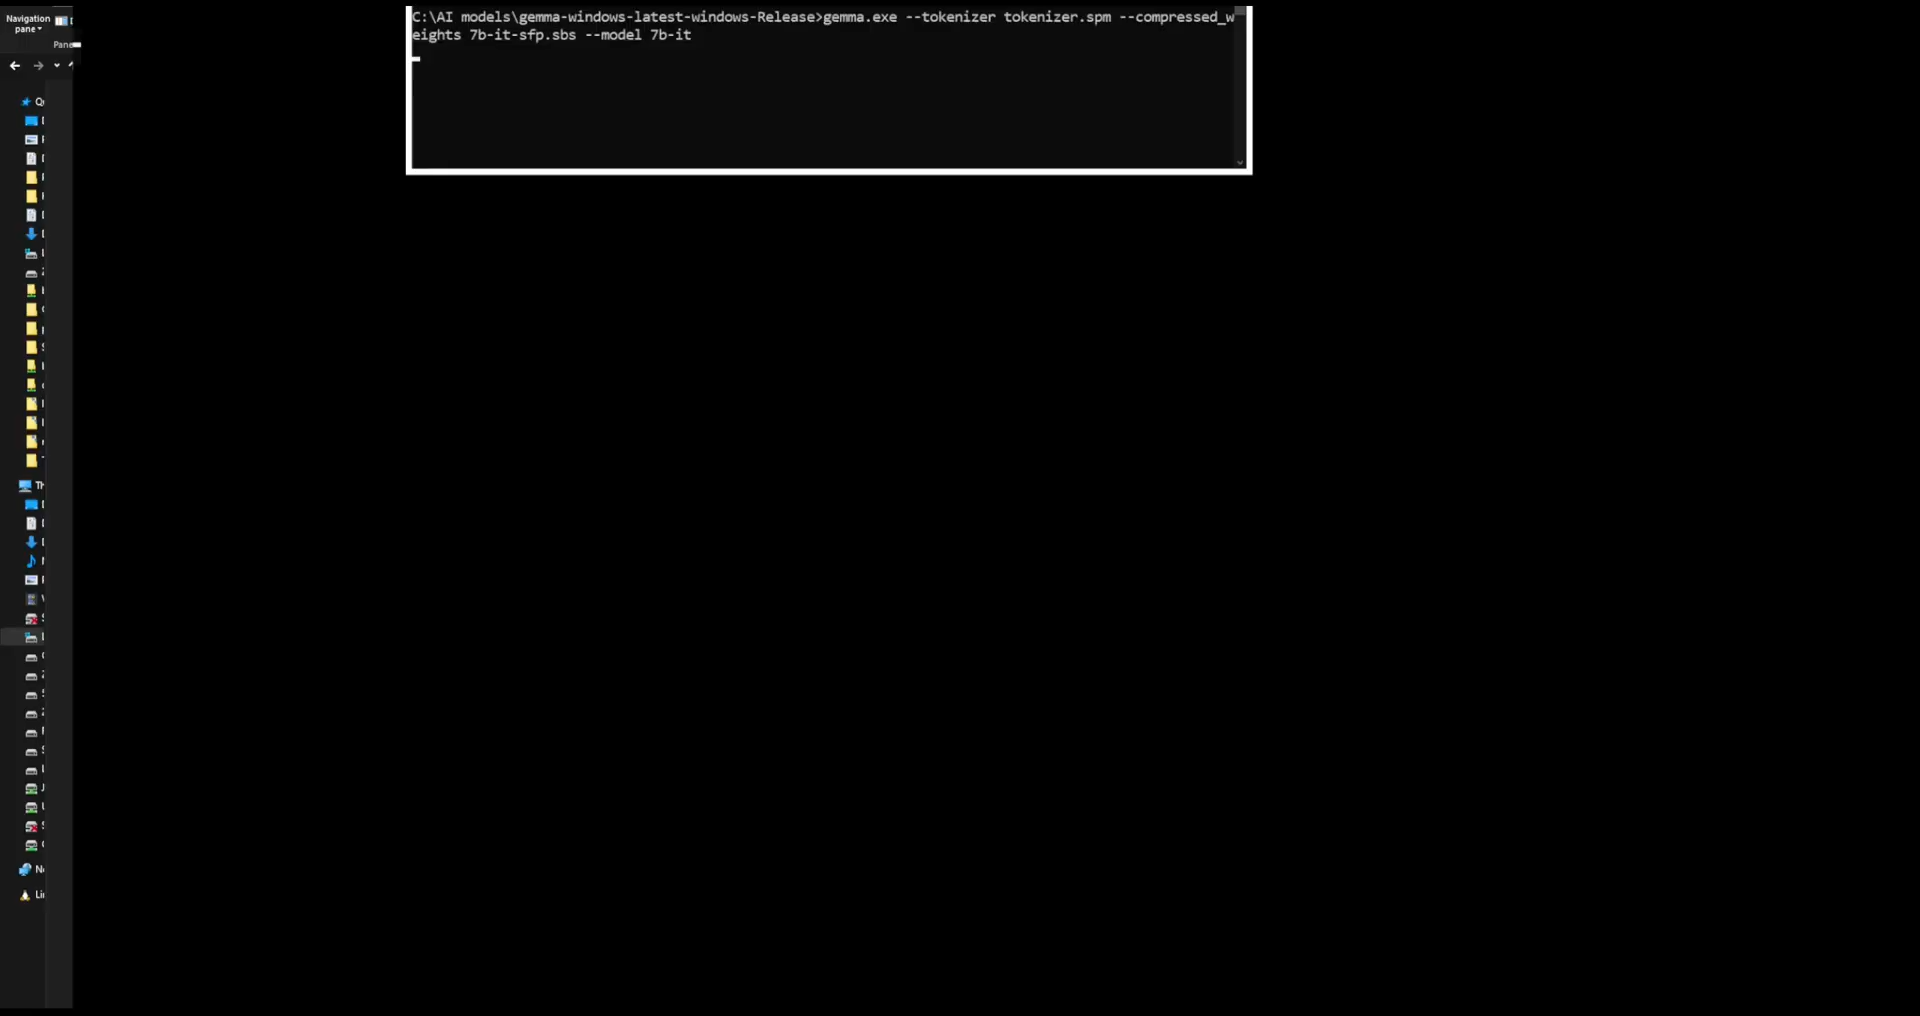 Navigation
pane
Pane
C:\AI models\gemma-windows-latest-windows-Release>gemma.exe --tokenizer tokenizer.spm --compressed_w
eights 7b-it-sfp.sbs --model 7b-it